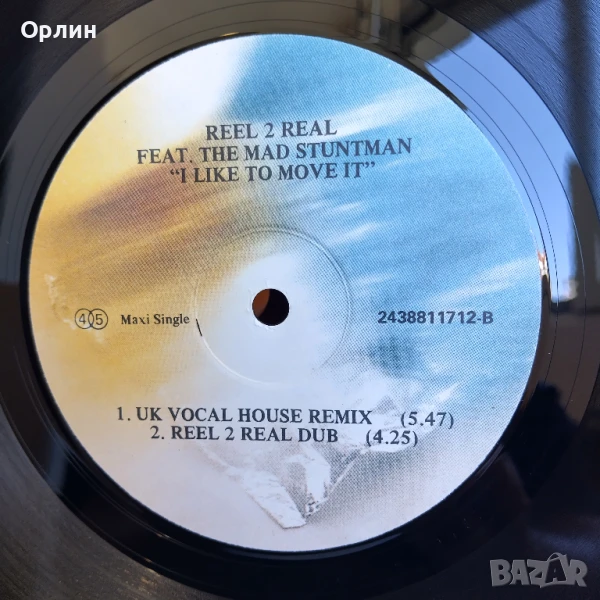 Орлин
REEL 2 REAL
FEAT. THE MAD STUNTMAN
“I LIKE TO MOVE IT”
45 Maxi Single 2438811712-B
1. UK VOCAL HOUSE REMIX (5.47)
2. REEL 2 REAL DUB (4.25)
BAZAR